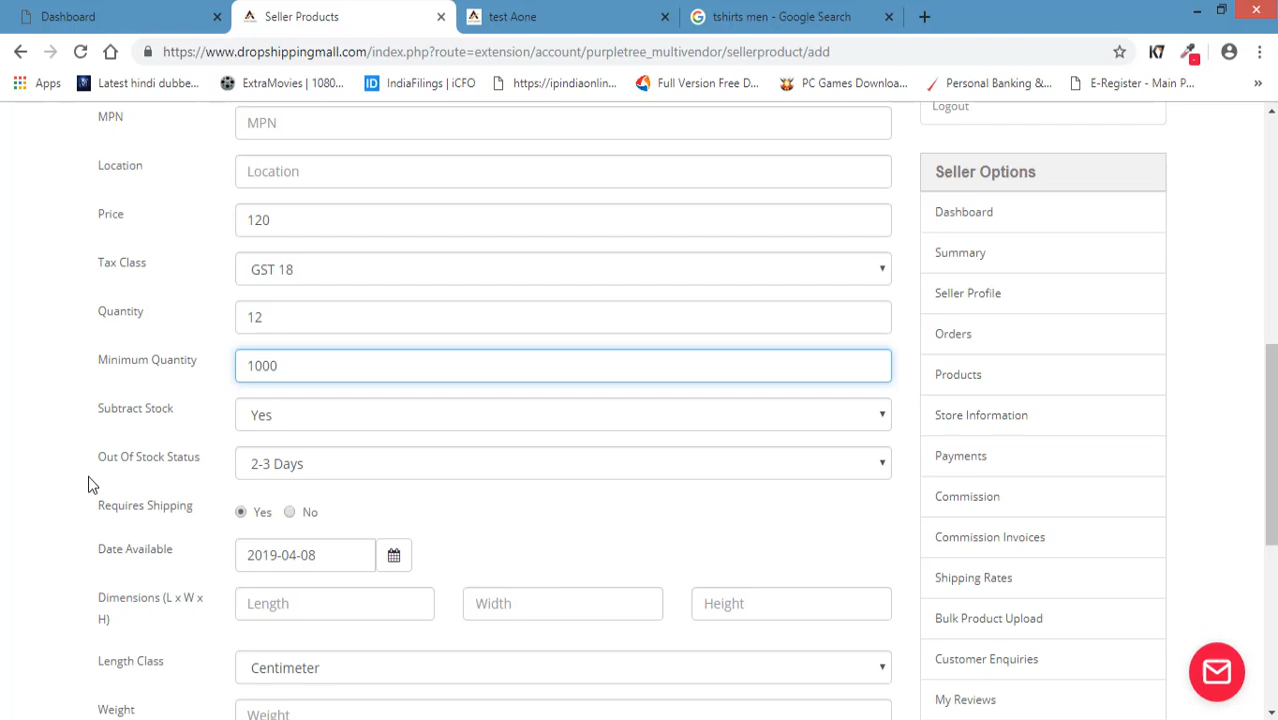 Dashboard
Seller Products
test Aone
tshirts men - Google Search
https://www.dropshippingmall.com/index.php?route=extension/account/purpletree_multivendor/sellerproduct/add
K7
Apps
Latest hindi dubbe...
ExtraMovies | 1080...
ID
IndiaFilings | iCFO
https://ipindiaonlin...
Full Version Free D...
PC Games Downloa...
Personal Banking &...
E-Register - Main P...
MPN
MPN
Logout
Location
Location
Seller Options
Price
120
Dashboard
Tax Class
GST 18
Summary
Quantity
12
Seller Profile
Orders
Minimum Quantity
1000
Products
Subtract Stock
Yes
Store Information
Out Of Stock Status
2-3 Days
Payments
Requires Shipping
Yes
No
Commission
Date Available
2019-04-08
Commission Invoices
Shipping Rates
Dimensions (L x W x
H)
Length
Width
Height
Bulk Product Upload
Length Class
Centimeter
Customer Enquiries
My Reviews
Weight
Weight